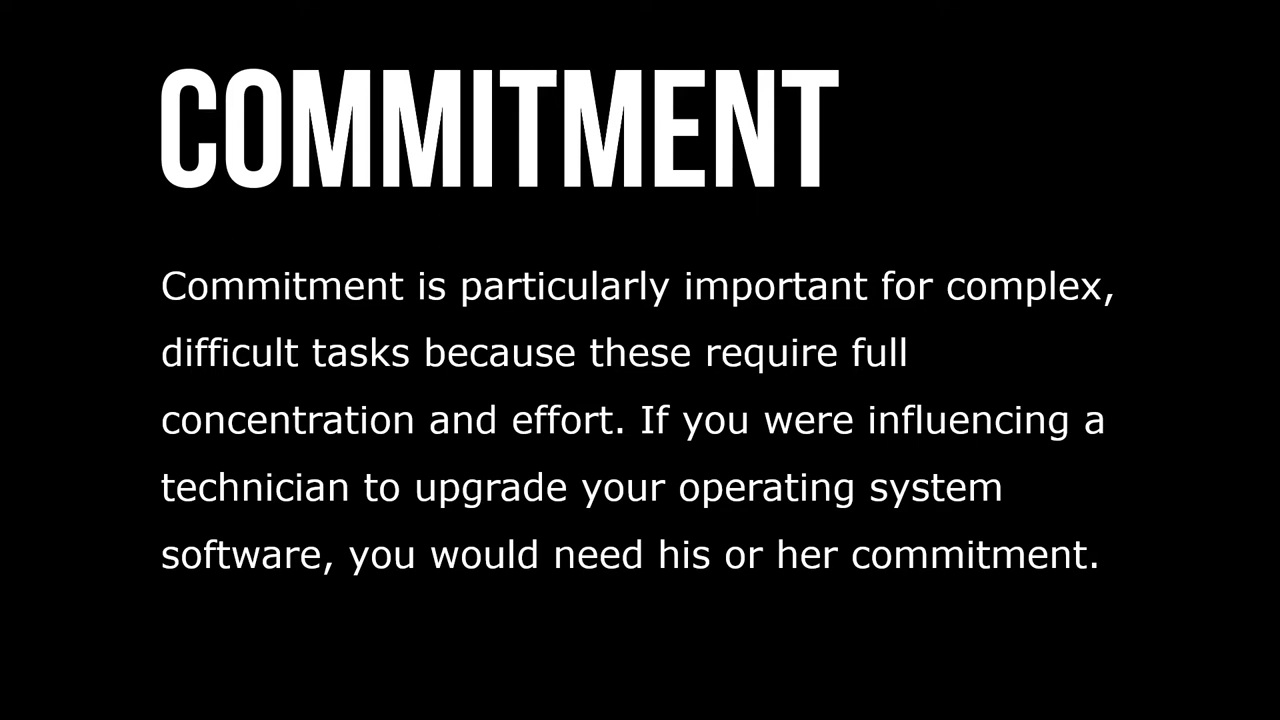 COMMITMENT
Commitment is particularly important for complex,
difficult tasks because these require full
concentration and effort. If you were influencing a
technician to upgrade your operating system
software, you would need his or her commitment.